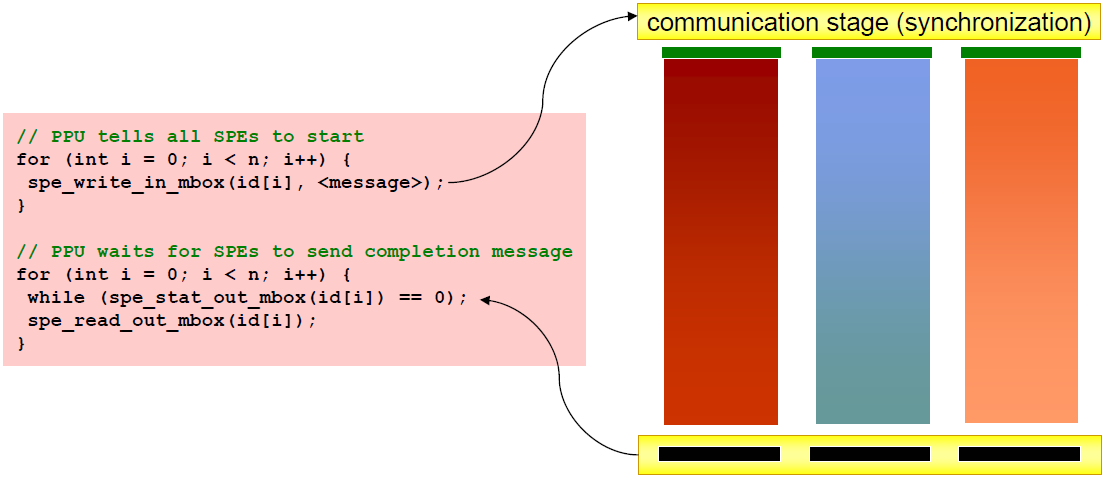 communication stage (synchronization)
// PPU tells all SPEs to start
for (int i = 0; i < n; i++) {
 spe_write_in_mbox(id[i], <message>);
}
// PPU waits for SPEs to send completion message
for (int i = 0; i < n; i++) {
 while (spe_stat_out_mbox(id[i]) == 0);
 spe_read_out_mbox(id[i]);
}